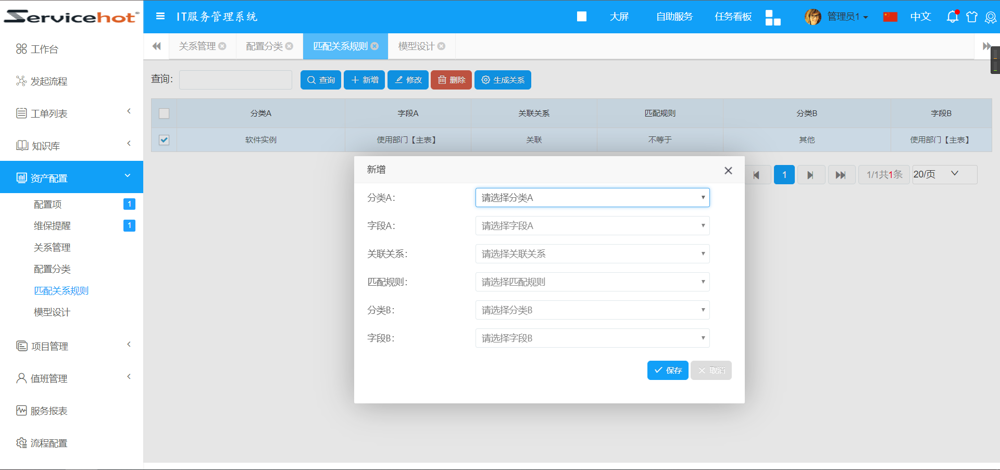 Servicehot
IT服务管理系统
大屏
自助服务
任务看板
管理员1
中文
关系管理
配置分类
匹配关系规则
模型设计
工作台
发起流程
工单列表
知识库
资产配置
配置项 1
维保提醒 1
关系管理
配置分类
匹配关系规则
模型设计
项目管理
值班管理
服务报表
流程配置
查询:
查询
新增
修改
删除
生成关系
分类A 字段A 关联关系 匹配规则 分类B 字段B
软件实例 使用部门【主表】 关联 不等于 其他 使用部门【主表】
1
1/1共1条
20/页
新增
分类A: 请选择分类A
字段A: 请选择字段A
关联关系: 请选择关联关系
匹配规则: 请选择匹配规则
分类B: 请选择分类B
字段B: 请选择字段B
保存
取消